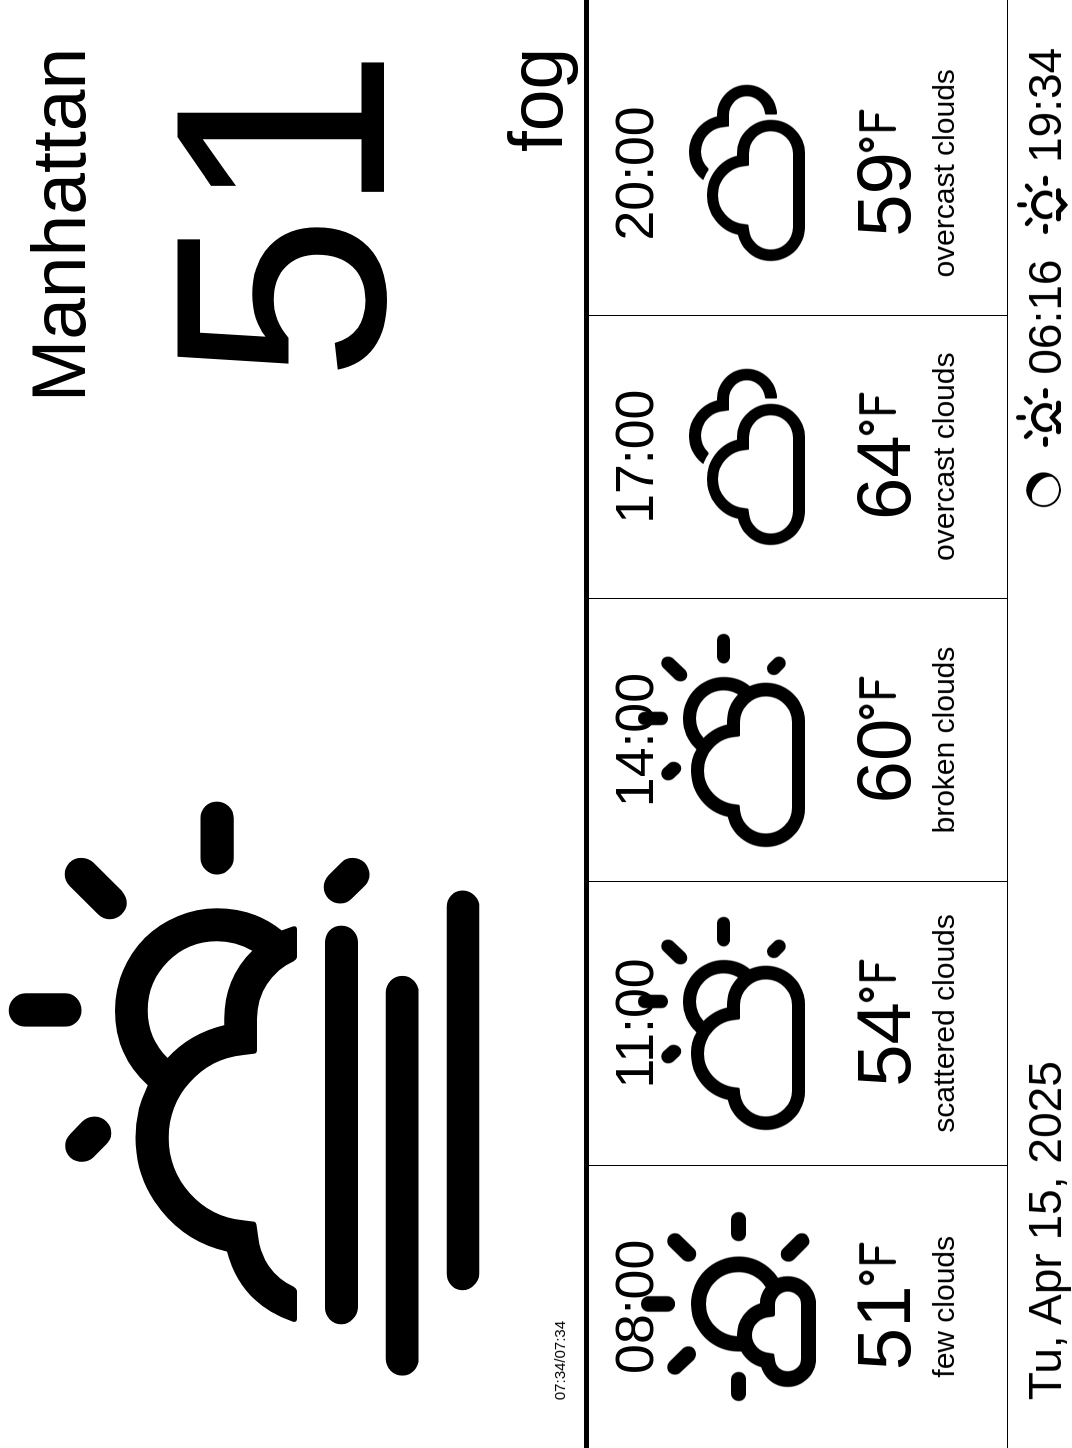 Manhattan
51
fog
07:34/07:34
08:00
51°F
few clouds
11:00
54°F
scattered clouds
14:00
60°F
broken clouds
17:00
64°F
overcast clouds
20:00
59°F
overcast clouds
Tu, Apr 15, 2025
06:16 19:34